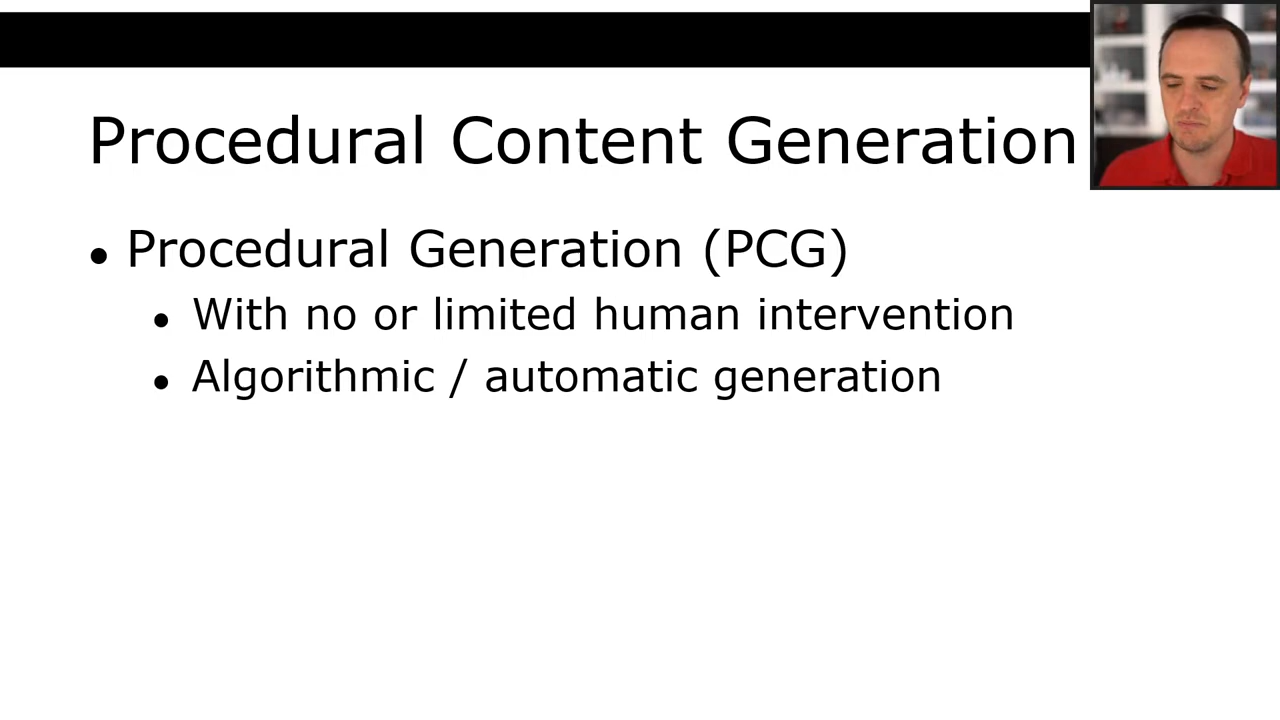 Procedural Content Generation
• Procedural Generation (PCG)
• With no or limited human intervention
• Algorithmic / automatic generation